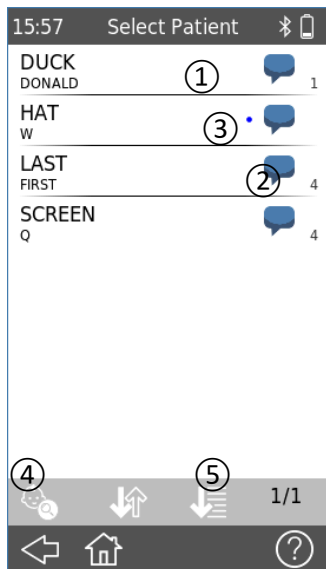 15:57 Select Patient
DUCK
DONALD
① 1
HAT
W
③
LAST
FIRST
② 4
SCREEN
Q
4
④ ⑤ 1/1
?